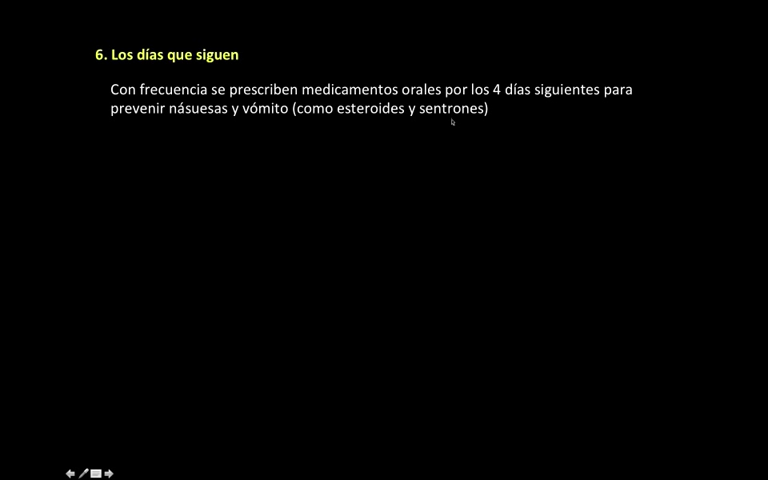 6. Los días que siguen
Con frecuencia se prescriben medicamentos orales por los 4 días siguientes para
prevenir násuesas y vómito (como esteroides y sentrones)